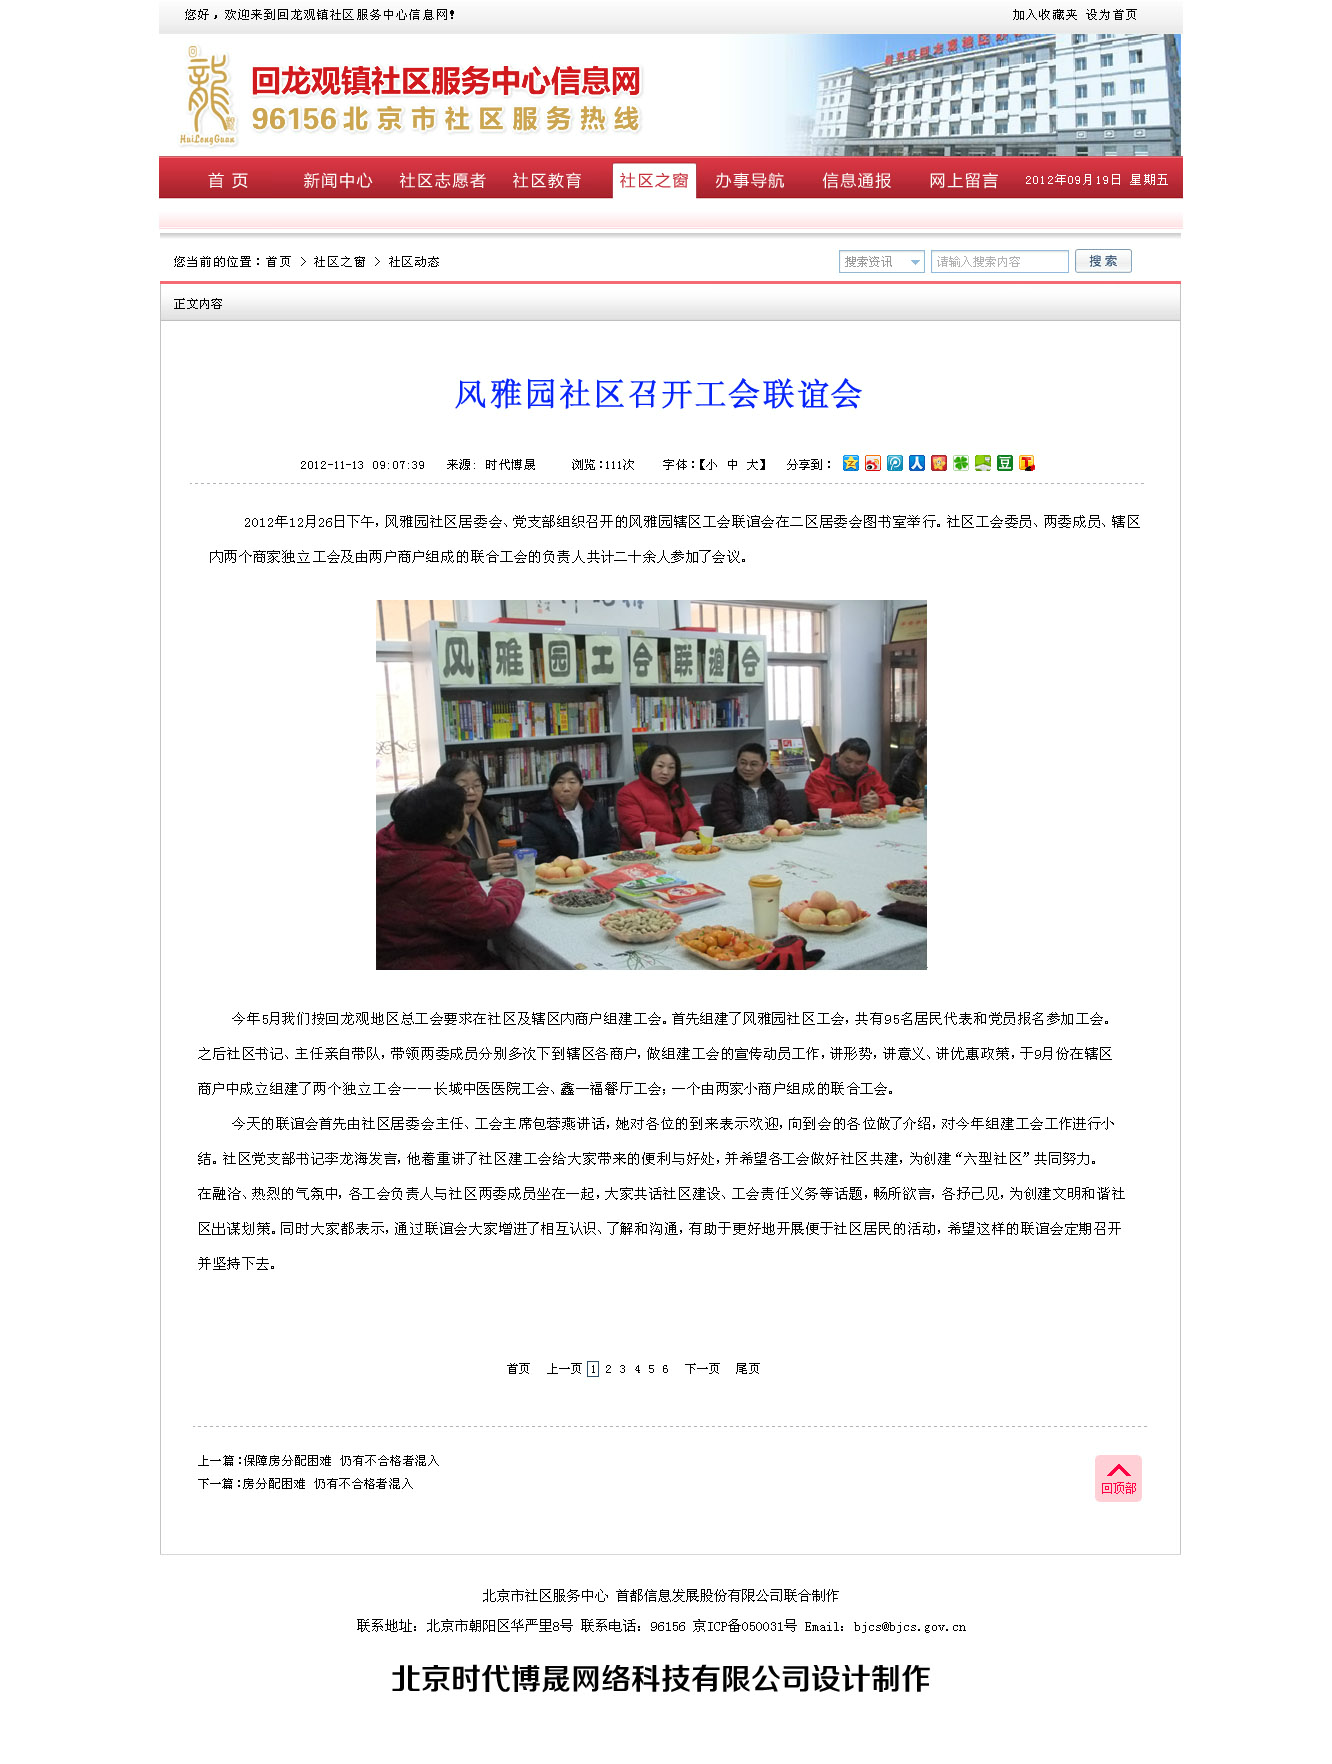 您好，欢迎来到回龙观镇社区服务中心信息网！
加入收藏夹 设为首页
回龙观镇社区服务中心信息网
96156北京市社区服务热线
HuiLongGuan
首 页 新闻中心 社区志愿者 社区教育 社区之窗 办事导航 信息通报 网上留言 2012年09月19日 星期五
您当前的位置：首页 > 社区之窗 > 社区动态
搜索资讯 请输入搜索内容 搜 索
正文内容
风雅园社区召开工会联谊会
2012-11-13 09:07:39 来源: 时代博晟 浏览：111次 字体：【小 中 大】 分享到：
2012年12月26日下午，风雅园社区居委会、党支部组织召开的风雅园辖区工会联谊会在二区居委会图书室举行。社区工会委员、两委成员、辖区
内两个商家独立工会及由两户商户组成的联合工会的负责人共计二十余人参加了会议。
风雅园工会联谊会
今年5月我们按回龙观地区总工会要求在社区及辖区内商户组建工会。首先组建了风雅园社区工会，共有95名居民代表和党员报名参加工会。
之后社区书记、主任亲自带队，带领两委成员分别多次下到辖区各商户，做组建工会的宣传动员工作，讲形势，讲意义、讲优惠政策，于9月份在辖区
商户中成立组建了两个独立工会一一长城中医医院工会、鑫一福餐厅工会；一个由两家小商户组成的联合工会。
今天的联谊会首先由社区居委会主任、工会主席包蓉燕讲话，她对各位的到来表示欢迎，向到会的各位做了介绍，对今年组建工会工作进行小
结。社区党支部书记李龙海发言，他着重讲了社区建工会给大家带来的便利与好处，并希望各工会做好社区共建，为创建“六型社区”共同努力。
在融洽、热烈的气氛中，各工会负责人与社区两委成员坐在一起，大家共话社区建设、工会责任义务等话题，畅所欲言，各抒己见，为创建文明和谐社
区出谋划策。同时大家都表示，通过联谊会大家增进了相互认识、了解和沟通，有助于更好地开展便于社区居民的活动，希望这样的联谊会定期召开
并坚持下去。
首页 上一页 1 2 3 4 5 6 下一页 尾页
上一篇：保障房分配困难 仍有不合格者混入
下一篇：房分配困难 仍有不合格者混入
回顶部
北京市社区服务中心 首都信息发展股份有限公司联合制作
联系地址：北京市朝阳区华严里8号 联系电话：96156 京ICP备050031号 Email：bjcs@bjcs.gov.cn
北京时代博晟网络科技有限公司设计制作